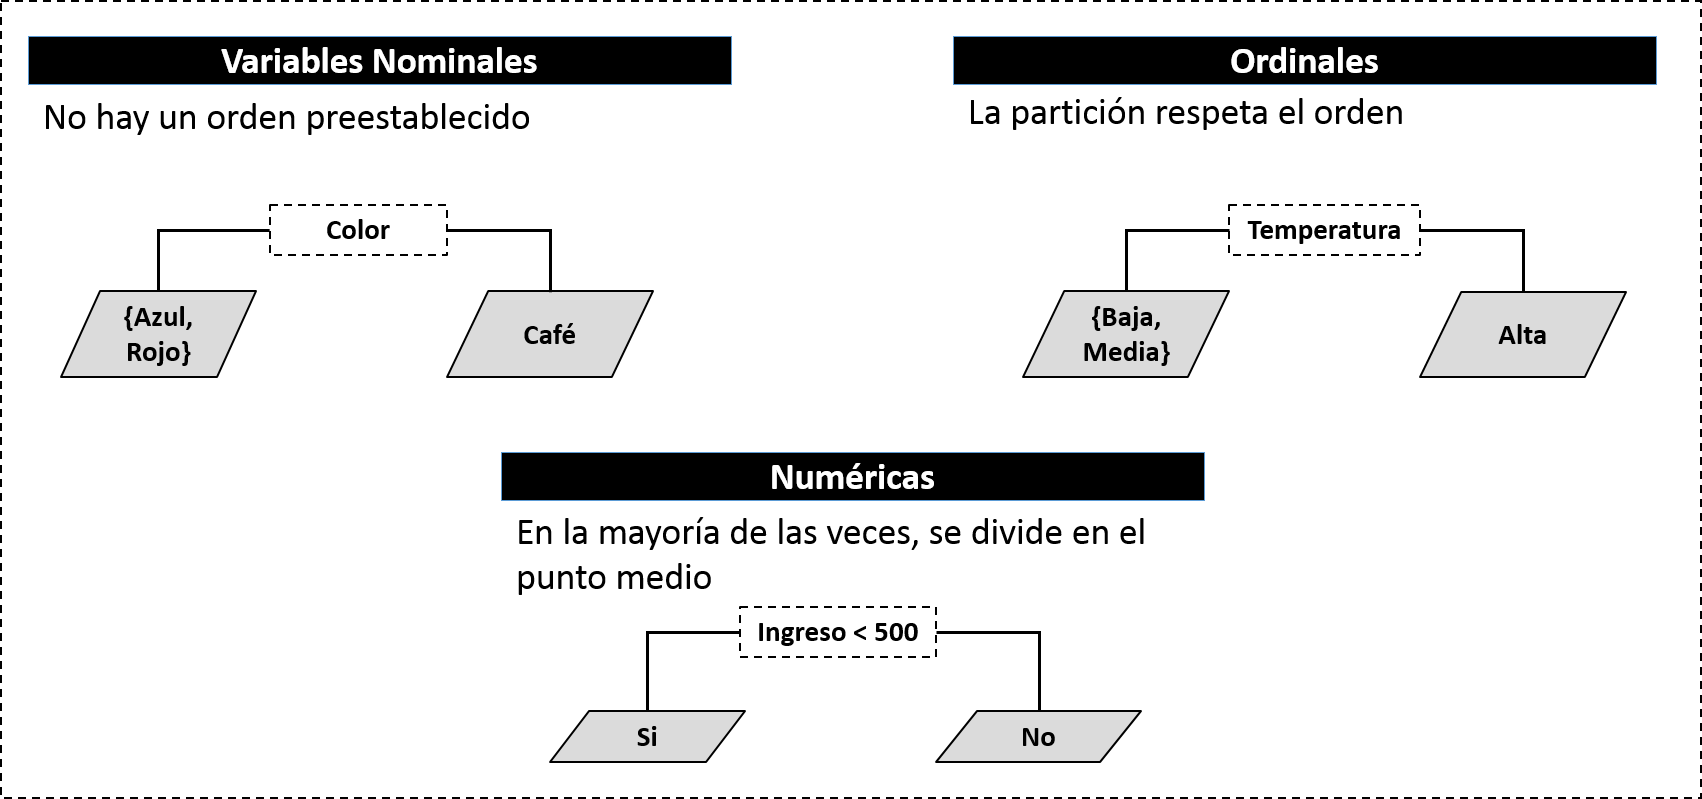 Variables Nominales
No hay un orden preestablecido
Color
{Azul,
Rojo}
Café
Ordinales
La partición respeta el orden
Temperatura
{Baja,
Media}
Alta
Numéricas
En la mayoría de las veces, se divide en el
punto medio
Ingreso < 500
Si
No